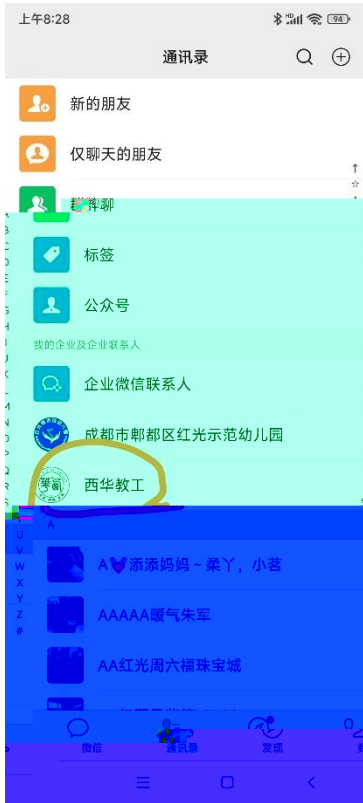 上午8:28
94
通讯录
新的朋友
仅聊天的朋友
标签
公众号
我的企业及企业联系人
企业微信联系人
成都市郫都区红光示范幼儿园
西华教工
A
A💜添添妈妈~柔丫，小茗
AAAAA暖气朱军
AA红光周六福珠宝城
U
V
W
X
Y
Z
#
微信
通讯录
发现